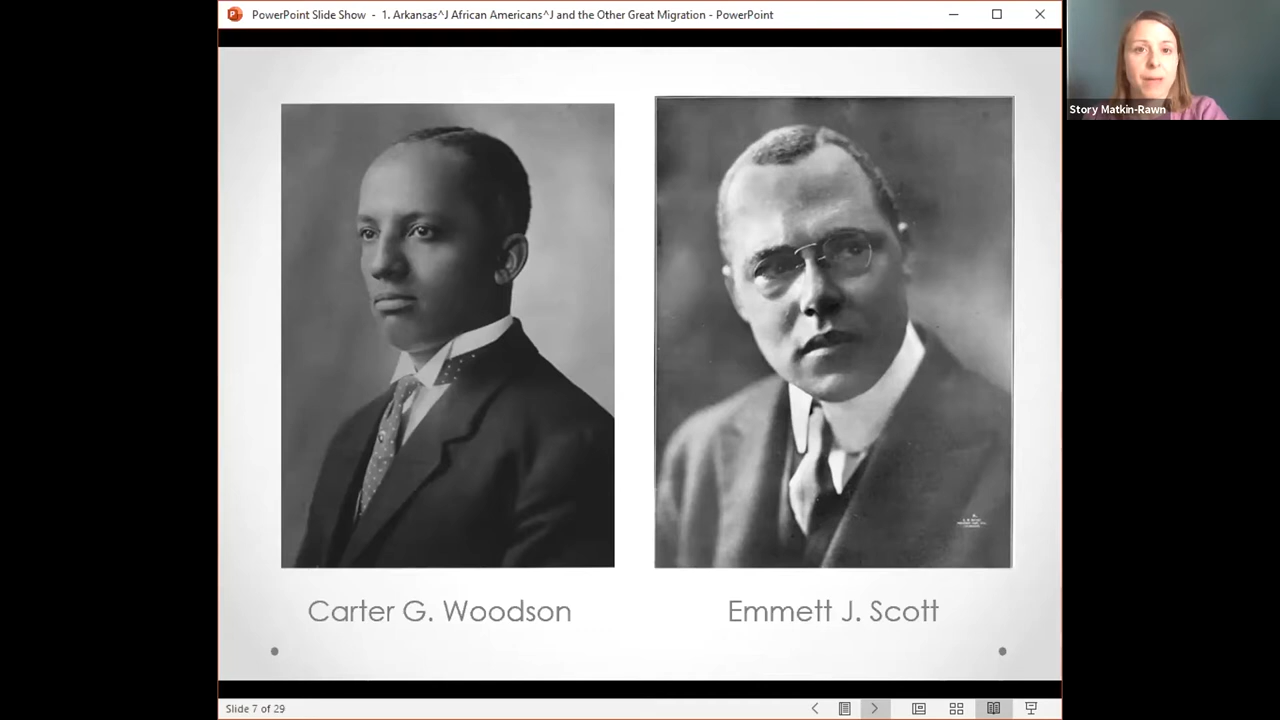 PowerPoint Slide Show - 1. Arkansas^J African Americans^J and the Other Great Migration - PowerPoint
Story Matkin-Rawn
Carter G. Woodson
Emmett J. Scott
Slide 7 of 29